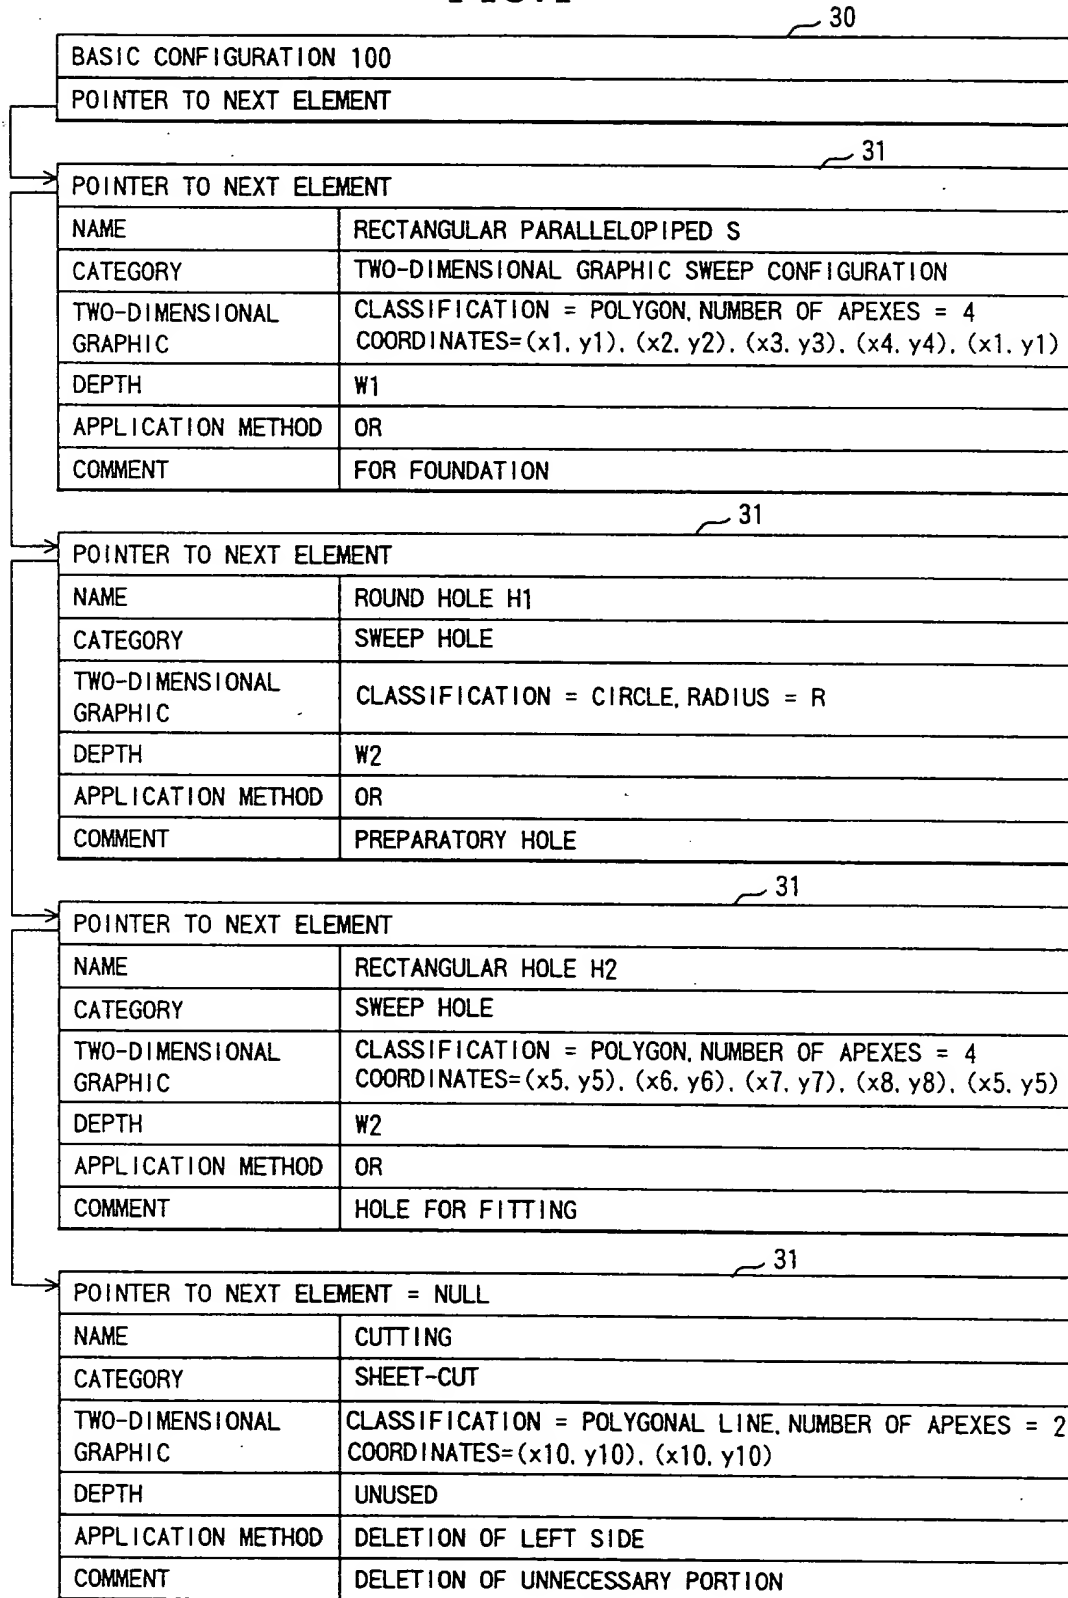 30
BASIC CONFIGURATION 100
POINTER TO NEXT ELEMENT
31
POINTER TO NEXT ELEMENT
NAME RECTANGULAR PARALLELOPIPED S
CATEGORY TWO-DIMENSIONAL GRAPHIC SWEEP CONFIGURATION
TWO-DIMENSIONAL GRAPHIC CLASSIFICATION = POLYGON, NUMBER OF APEXES = 4
COORDINATES=(x1, y1), (x2, y2), (x3, y3), (x4, y4), (x1, y1)
DEPTH W1
APPLICATION METHOD OR
COMMENT FOR FOUNDATION
31
POINTER TO NEXT ELEMENT
NAME ROUND HOLE H1
CATEGORY SWEEP HOLE
TWO-DIMENSIONAL GRAPHIC CLASSIFICATION = CIRCLE, RADIUS = R
DEPTH W2
APPLICATION METHOD OR
COMMENT PREPARATORY HOLE
31
POINTER TO NEXT ELEMENT
NAME RECTANGULAR HOLE H2
CATEGORY SWEEP HOLE
TWO-DIMENSIONAL GRAPHIC CLASSIFICATION = POLYGON, NUMBER OF APEXES = 4
COORDINATES=(x5, y5), (x6, y6), (x7, y7), (x8, y8), (x5, y5)
DEPTH W2
APPLICATION METHOD OR
COMMENT HOLE FOR FITTING
31
POINTER TO NEXT ELEMENT = NULL
NAME CUTTING
CATEGORY SHEET-CUT
TWO-DIMENSIONAL GRAPHIC CLASSIFICATION = POLYGONAL LINE, NUMBER OF APEXES = 2
COORDINATES=(x10, y10), (x10, y10)
DEPTH UNUSED
APPLICATION METHOD DELETION OF LEFT SIDE
COMMENT DELETION OF UNNECESSARY PORTION